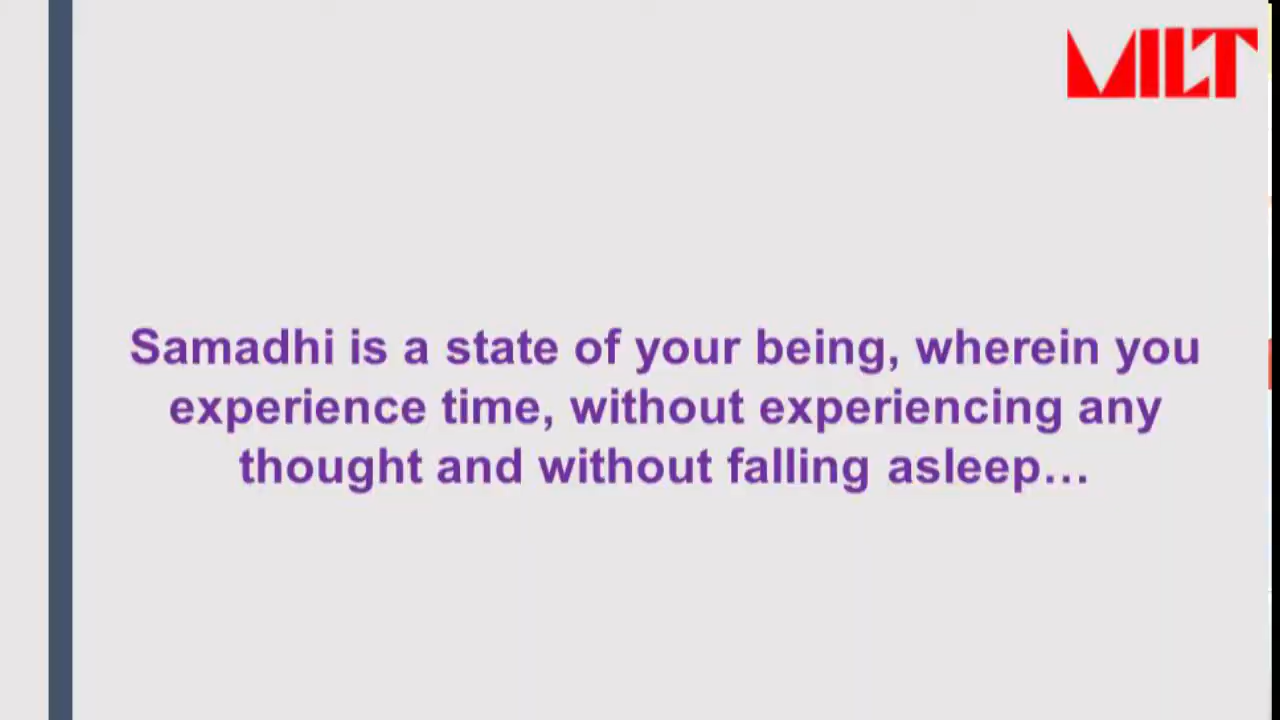 MILT
Samadhi is a state of your being, wherein you
experience time, without experiencing any
thought and without falling asleep…